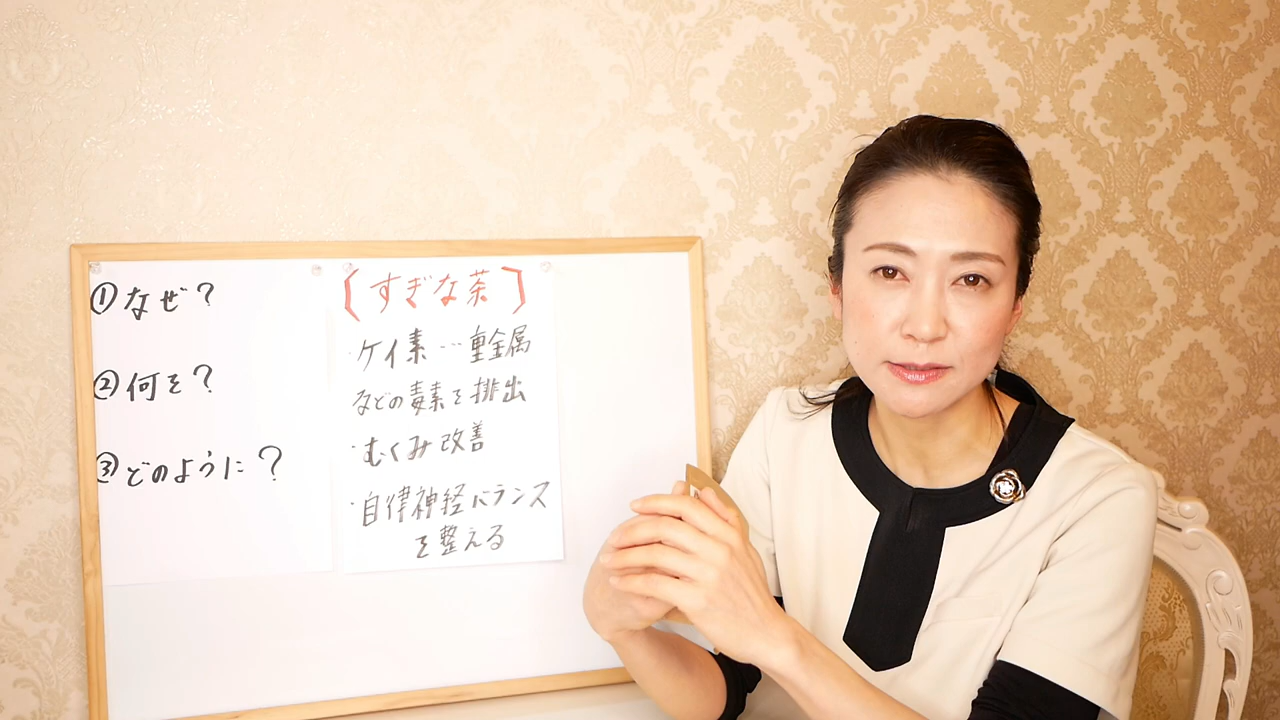 ①なぜ?
②何を?
③どのように?
【すぎな茶】
・ケイ素…重金属
などの毒素を排出
・むくみ改善
・自律神経バランス
を整える